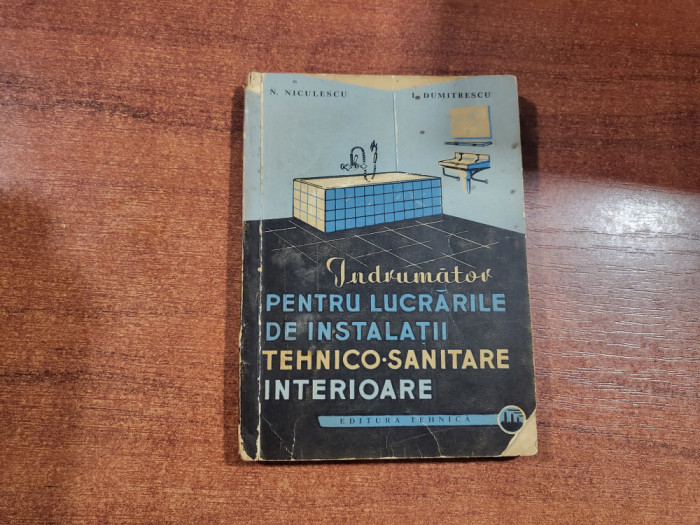 N. NICULESCU
I. DUMITRESCU
Indrumător
PENTRU LUCRĂRILE
DE INSTALAȚII
TEHNICO-SANITARE
INTERIOARE
EDITURA TEHNICĂ